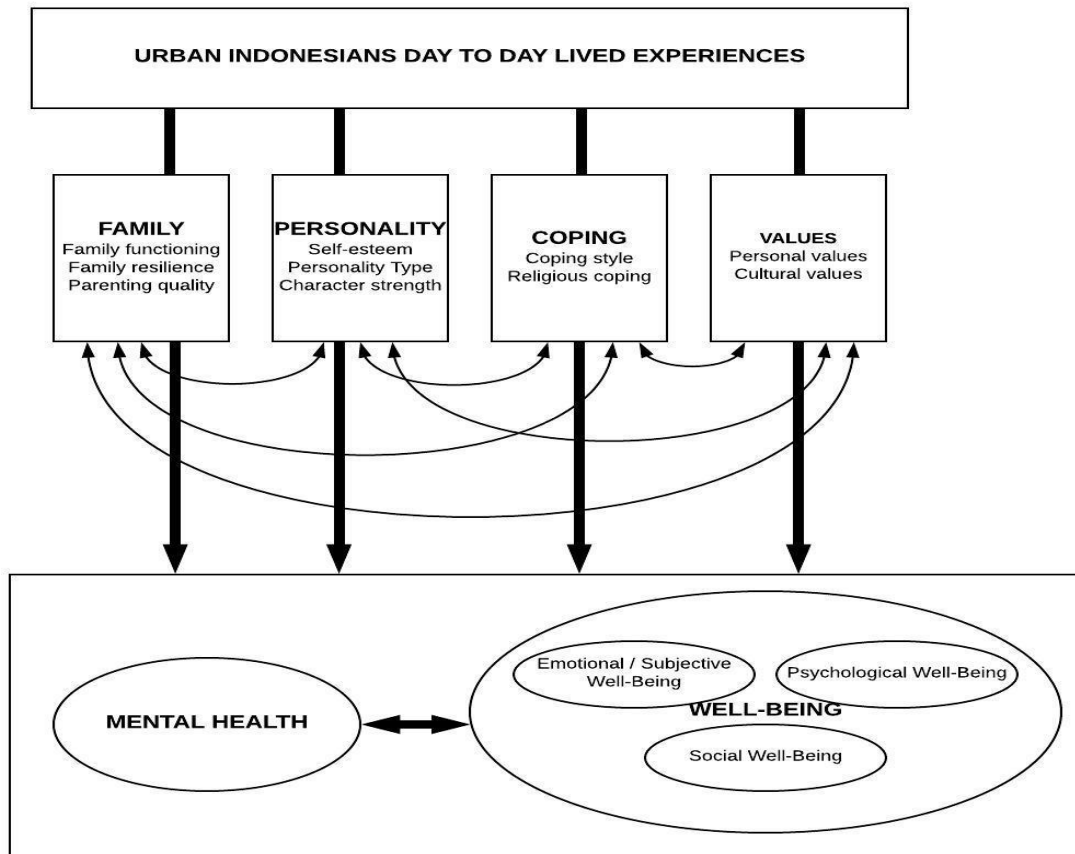 URBAN INDONESIANS DAY TO DAY LIVED EXPERIENCES
FAMILY
Family functioning
Family resilience
Parenting quality
PERSONALITY
Self-esteem
Personality Type
Character strength
COPING
Coping style
Religious coping
VALUES
Personal values
Cultural values
MENTAL HEALTH
Emotional / Subjective
Well-Being
Psychological Well-Being
WELL-BEING
Social Well-Being